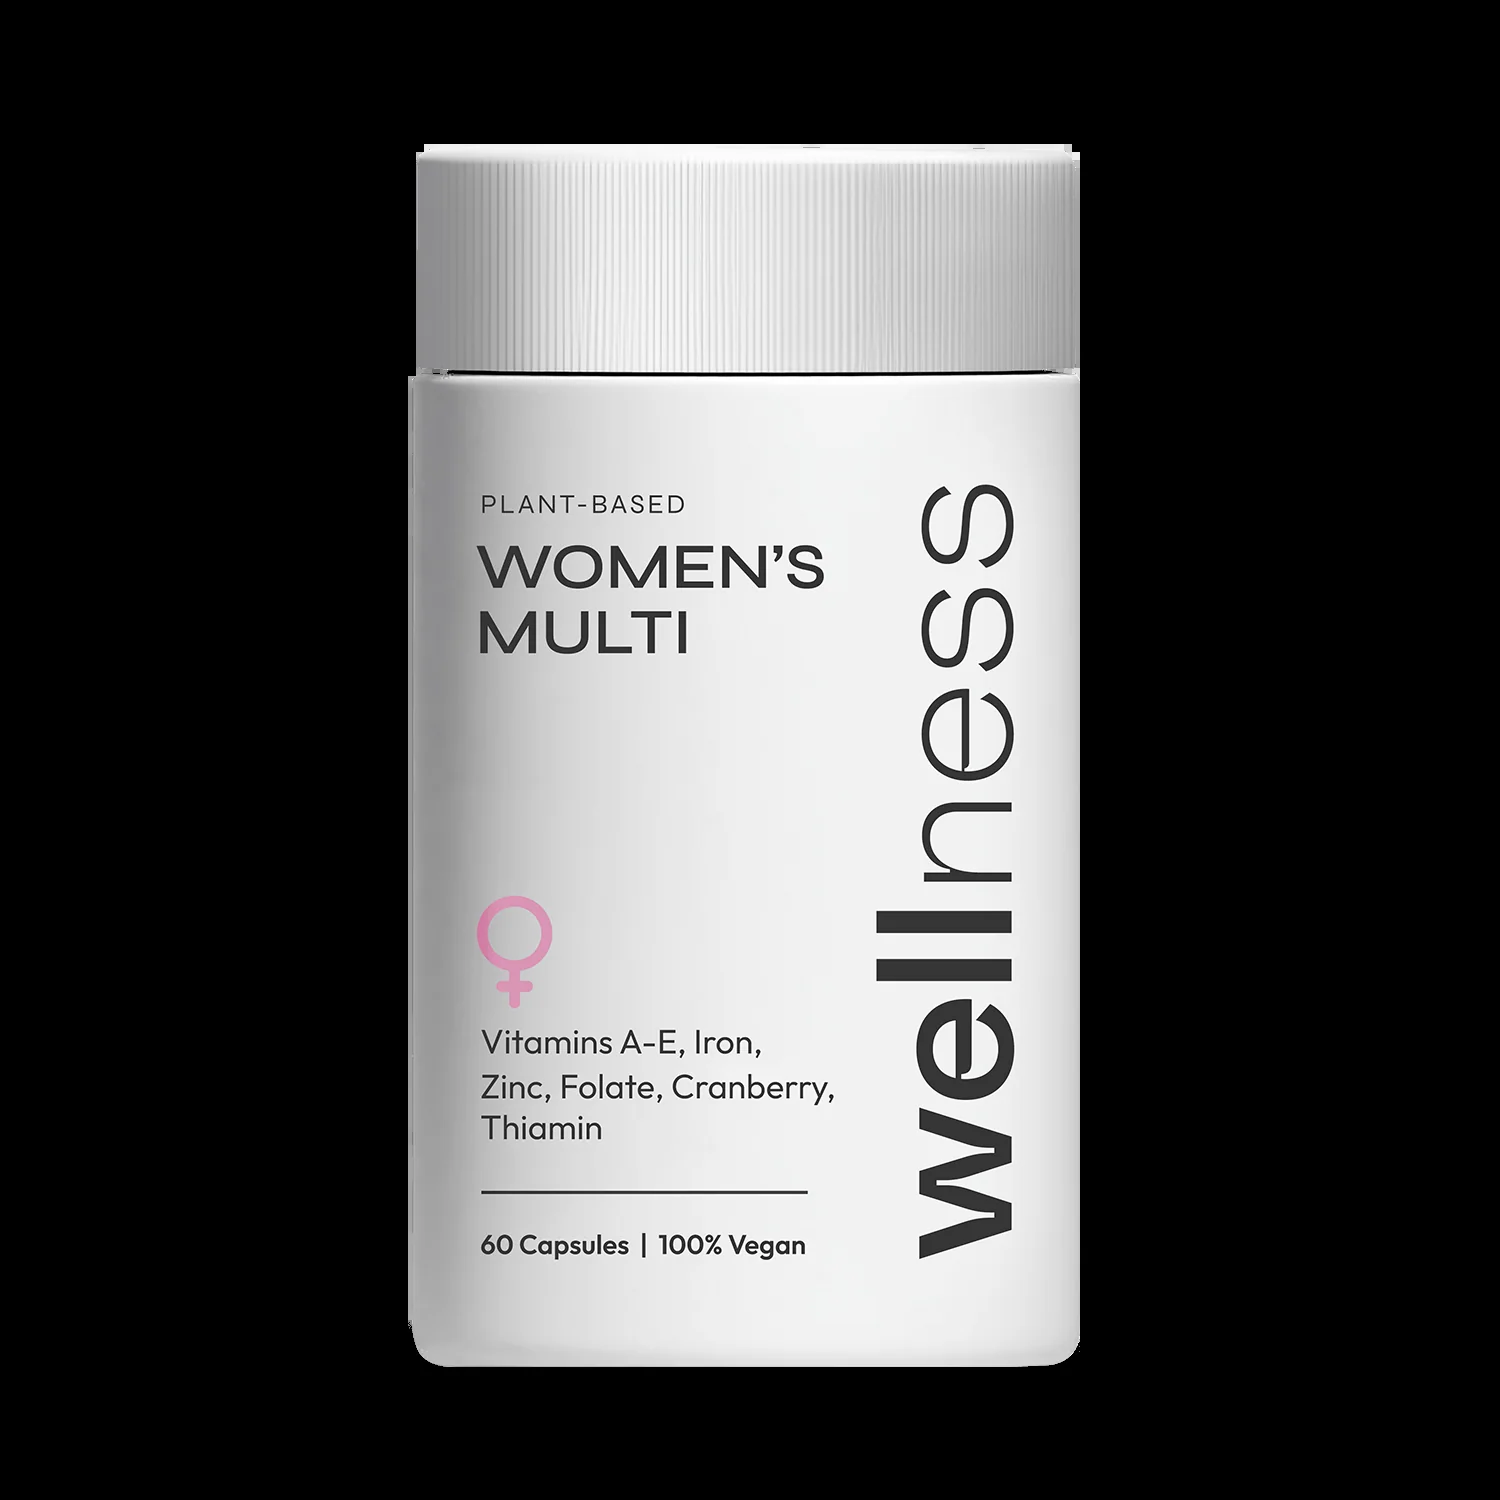 PLANT-BASED
WOMEN’S
MULTI
Vitamins A-E, Iron,
Zinc, Folate, Cranberry,
Thiamin
60 Capsules | 100% Vegan
wellness